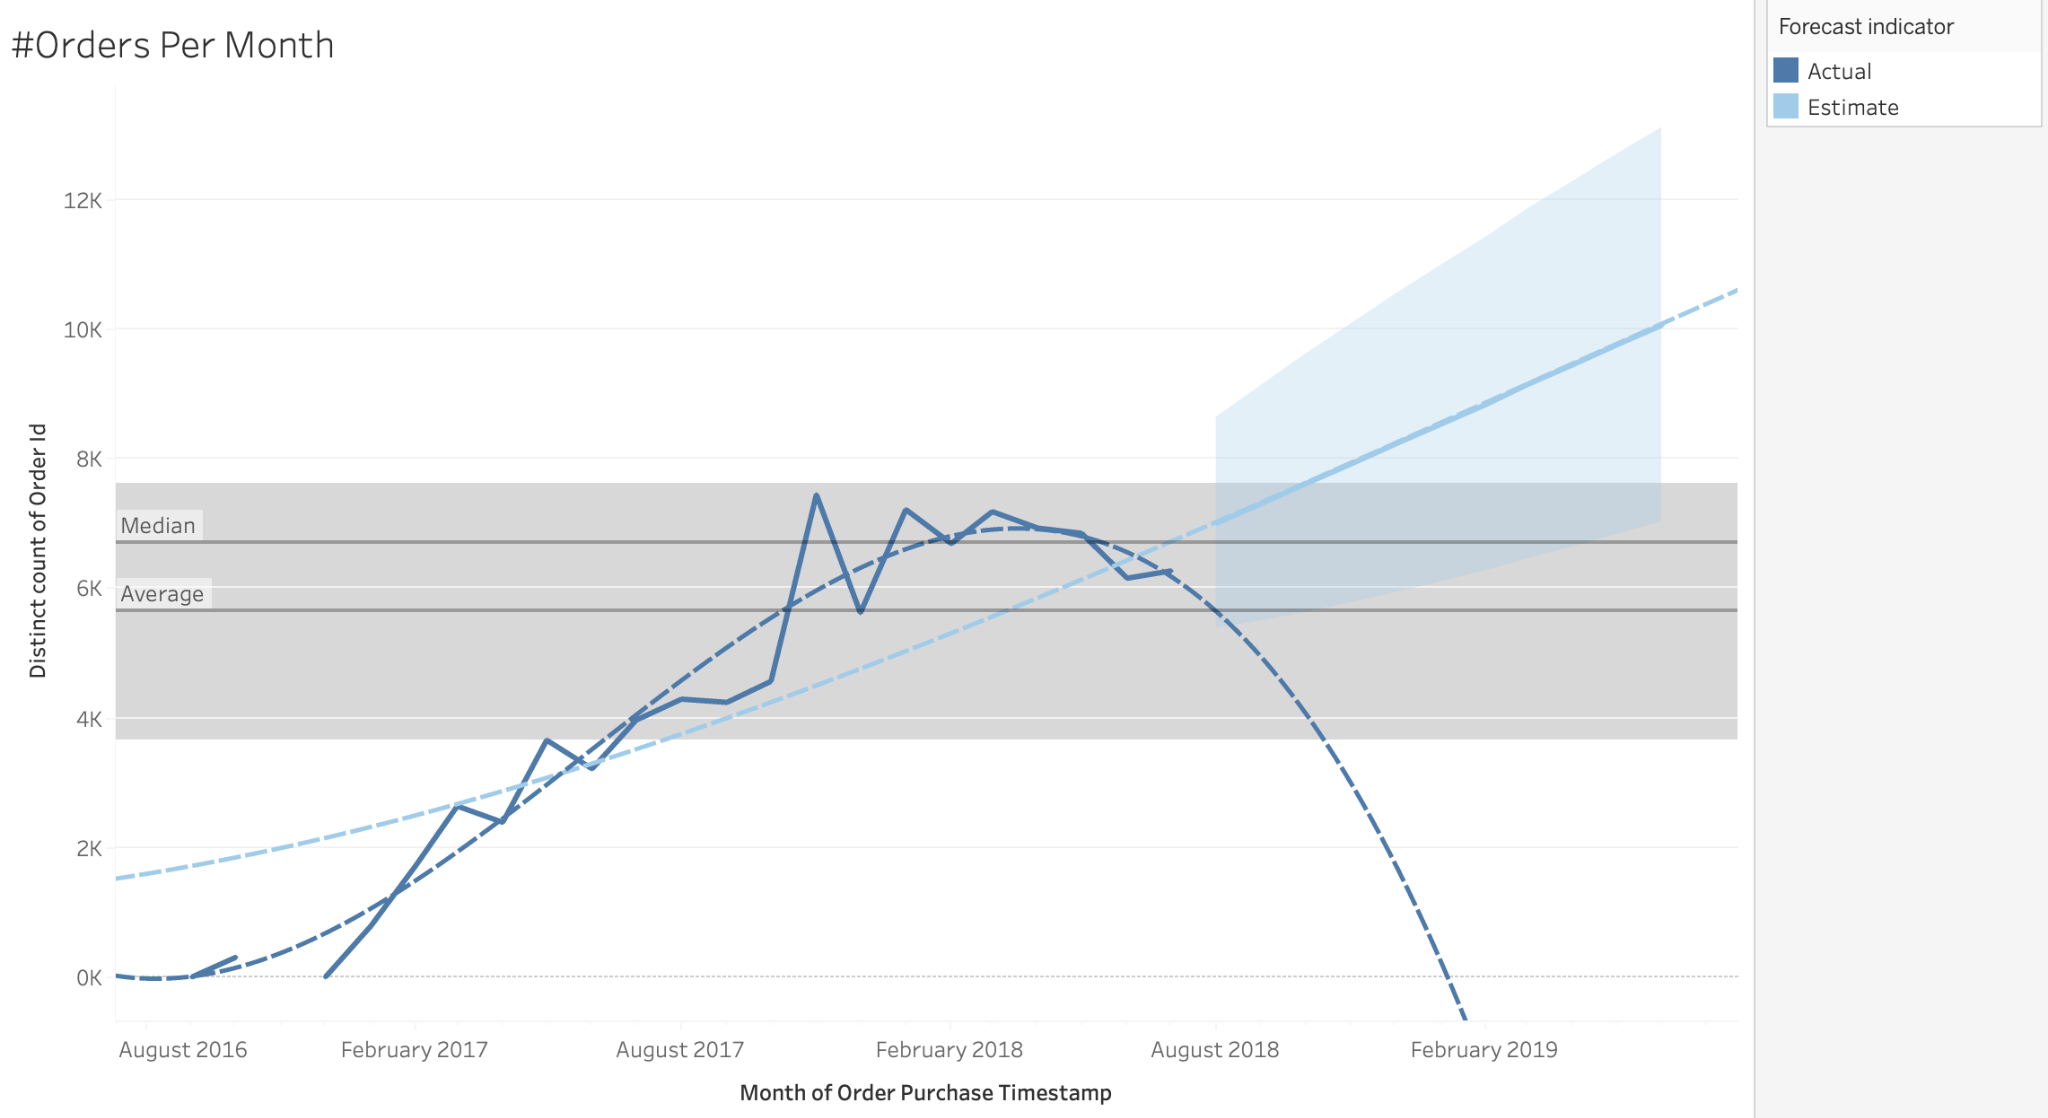 #Orders Per Month
Forecast indicator
Actual
Estimate
Distinct count of Order Id
12K
10K
8K
6K
4K
2K
0K
Median
Average
August 2016
February 2017
August 2017
February 2018
August 2018
February 2019
Month of Order Purchase Timestamp